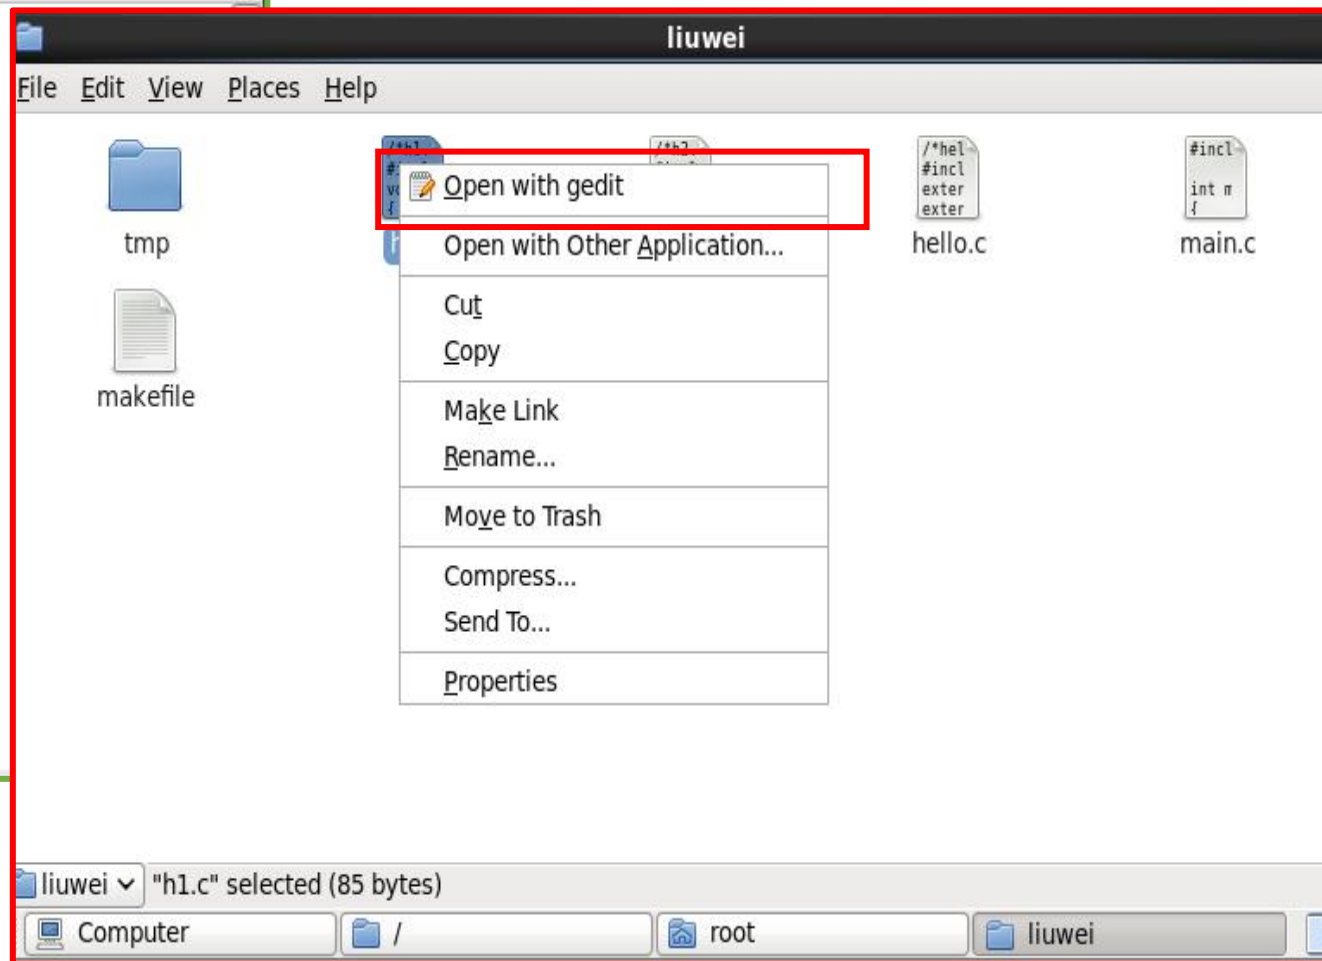 liuwei
File Edit View Places Help
/*h1.
/*h2
/*hel
#incl
exter
exter
#incl
int m
{
Open with gedit
tmp
hello.c
main.c
Open with Other Application...
Cut
Copy
makefile
Make Link
Rename...
Move to Trash
Compress...
Send To...
Properties
liuwei "h1.c" selected (85 bytes)
Computer / root liuwei